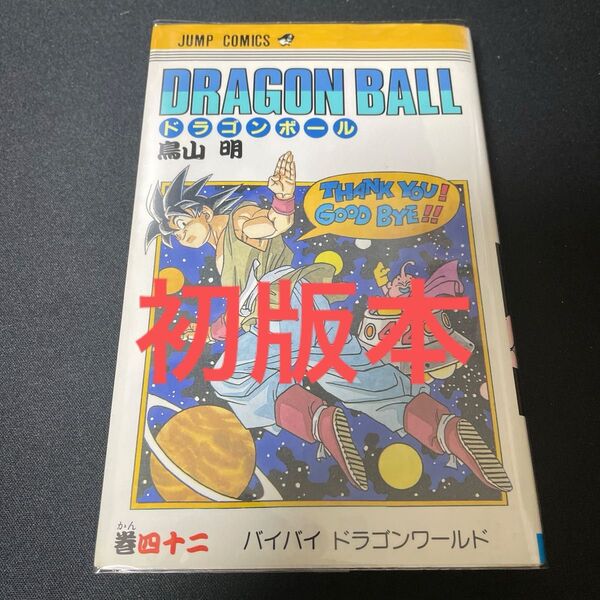 JUMP COMICS
DRAGON BALL
ドラゴンボール
鳥山 明
THANK YOU!
GOOD BYE!!
初版本
かん
巻四十二 バイバイ ドラゴンワールド